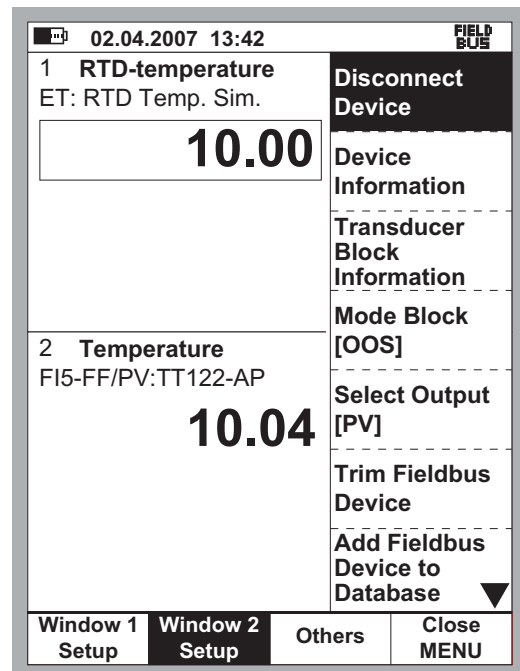 02.04.2007 13:42
FIELD
BUS
1 RTD-temperature
ET: RTD Temp. Sim.
10.00
2 Temperature
FI5-FF/PV:TT122-AP
10.04
Disconnect
Device
Device
Information
Transducer
Block
Information
Mode Block
[OOS]
Select Output
[PV]
Trim Fieldbus
Device
Add Fieldbus
Device to
Database
Window 1
Setup
Window 2
Setup
Others
Close
MENU